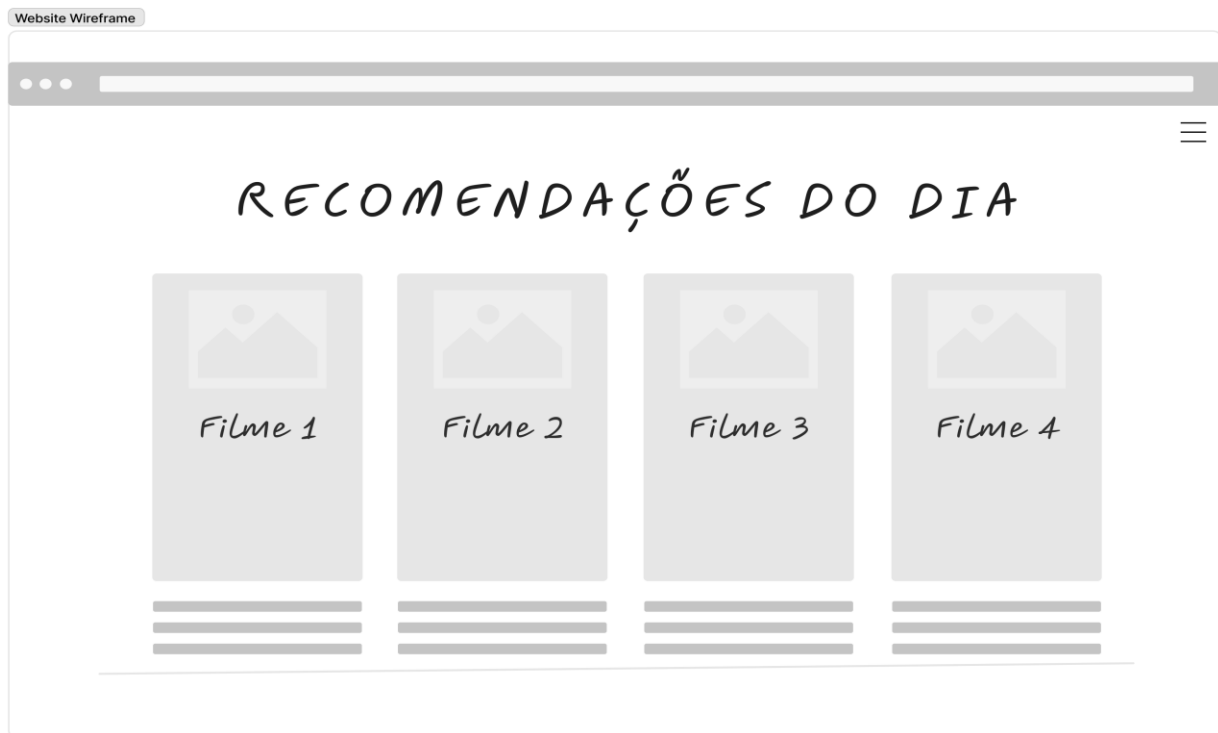 Website Wireframe
RECOMENDAÇÕES DO DIA
Filme 1
Filme 2
Filme 3
Filme 4